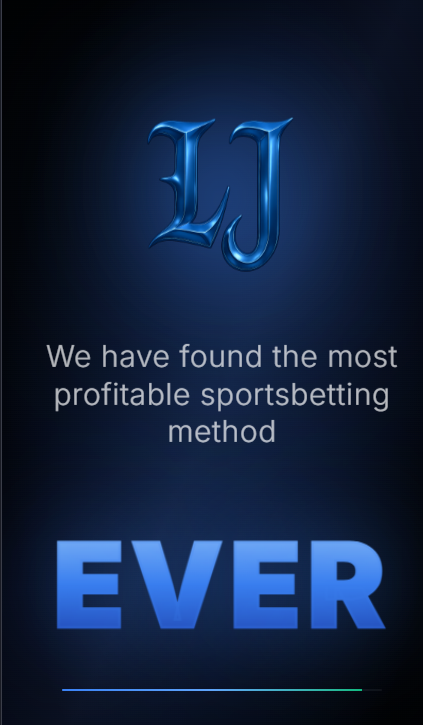 LJ
We have found the most
profitable sportsbetting
method
EVER